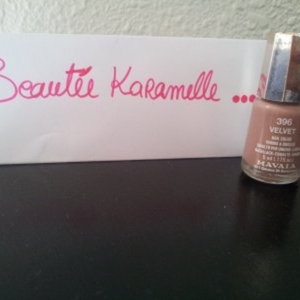 Beautée Karamelle ....
396
VELVET
MAVALA